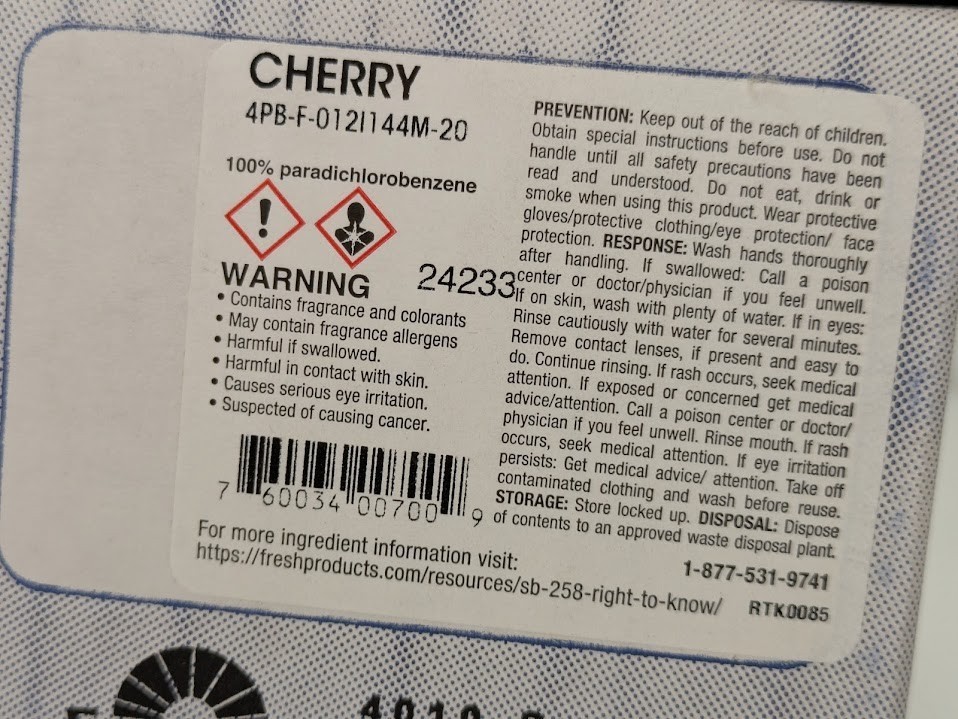 CHERRY
4PB-F-012I144M-20
100% paradichlorobenzene
WARNING
24233
• Contains fragrance and colorants
• May contain fragrance allergens
• Harmful if swallowed.
• Harmful in contact with skin.
• Causes serious eye irritation.
• Suspected of causing cancer.
7 60034 00700 9
PREVENTION: Keep out of the reach of children.
Obtain special instructions before use. Do not
handle until all safety precautions have been
read and understood. Do not eat, drink or
smoke when using this product. Wear protective
gloves/protective clothing/eye protection/ face
protection. RESPONSE: Wash hands thoroughly
after handling. If swallowed: Call a poison
center or doctor/physician if you feel unwell.
If on skin, wash with plenty of water. If in eyes:
Rinse cautiously with water for several minutes.
Remove contact lenses, if present and easy to
do. Continue rinsing. If rash occurs, seek medical
attention. If exposed or concerned get medical
advice/attention. Call a poison center or doctor/
physician if you feel unwell. Rinse mouth. If rash
occurs, seek medical attention. If eye irritation
persists: Get medical advice/ attention. Take off
contaminated clothing and wash before reuse.
STORAGE: Store locked up. DISPOSAL: Dispose
of contents to an approved waste disposal plant.
For more ingredient information visit:
https://freshproducts.com/resources/sb-258-right-to-know/
1-877-531-9741
RTK0085